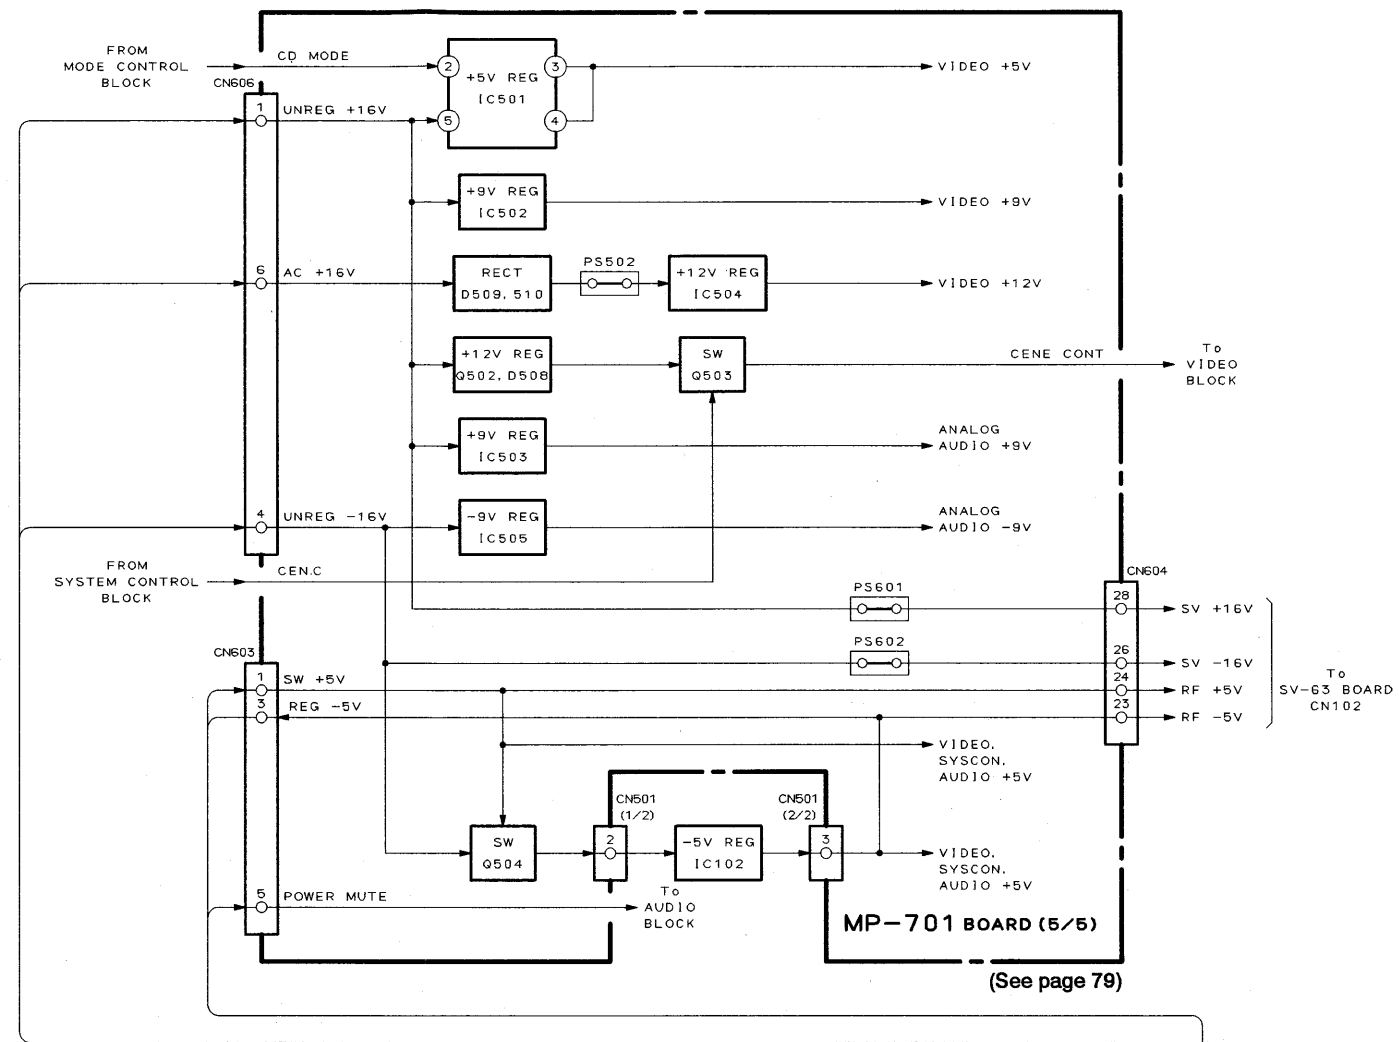 FROM
MODE CONTROL
BLOCK
CD MODE
CN606
1
UNREG +16V
2
5
+5V REG
IC501
3
4
VIDEO +5V
+9V REG
IC502
VIDEO +9V
6
AC +16V
RECT
D509, 510
PS502
+12V REG
IC504
VIDEO +12V
+12V REG
Q502, D508
SW
Q503
CENE CONT
To
VIDEO
BLOCK
+9V REG
IC503
ANALOG
AUDIO +9V
4
UNREG -16V
-9V REG
IC505
ANALOG
AUDIO -9V
FROM
SYSTEM CONTROL
BLOCK
CEN.C
CN604
PS601
28
SV +16V
PS602
26
SV -16V
CN603
1
SW +5V
24
RF +5V
3
REG -5V
23
RF -5V
To
SV-63 BOARD
CN102
VIDEO,
SYSCON,
AUDIO +5V
SW
Q504
CN501
(1/2)
2
-5V REG
IC102
CN501
(2/2)
3
VIDEO,
SYSCON,
AUDIO +5V
5
POWER MUTE
To
AUDIO
BLOCK
MP-701 BOARD (5/5)
(See page 79)